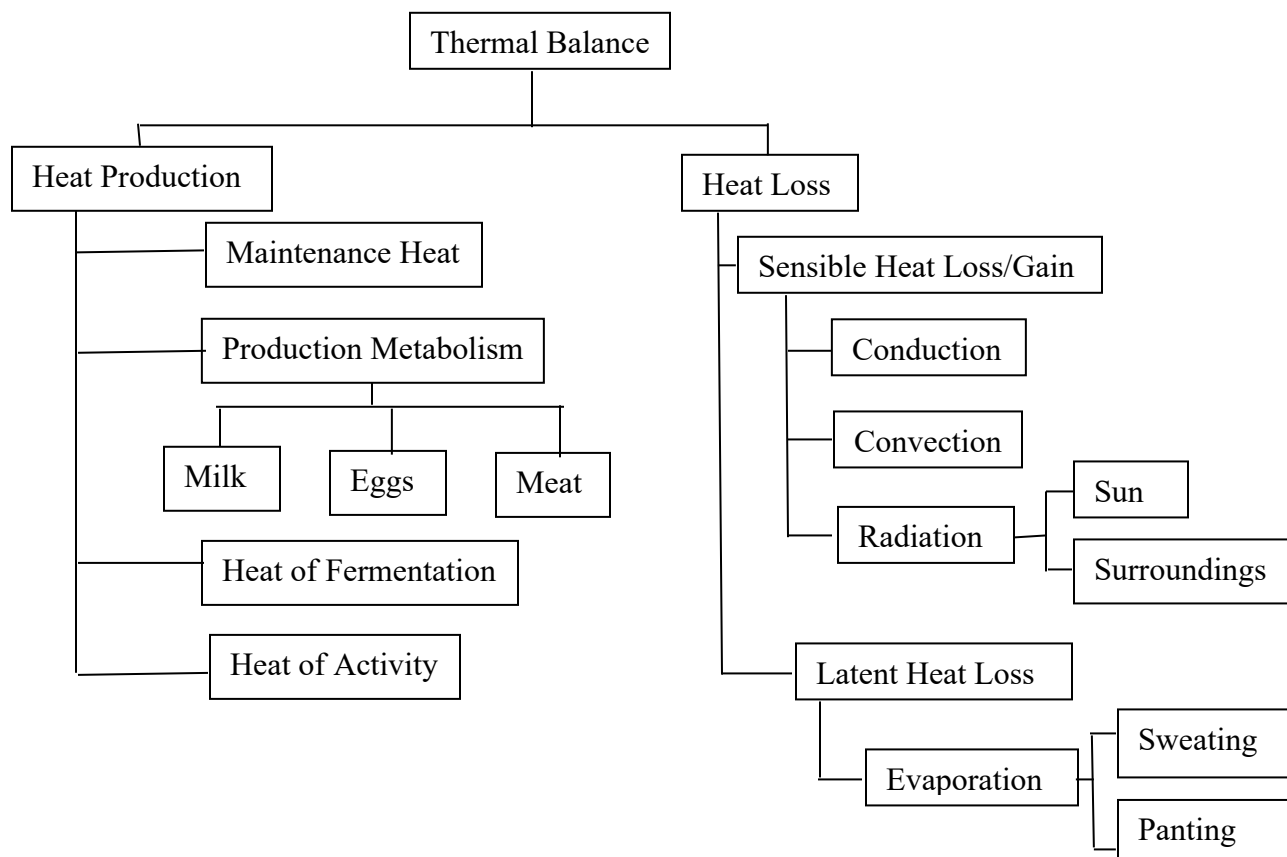 Thermal Balance
Heat Production
Maintenance Heat
Production Metabolism
Milk
Eggs
Meat
Heat of Fermentation
Heat of Activity
Heat Loss
Sensible Heat Loss/Gain
Conduction
Convection
Radiation
Sun
Surroundings
Latent Heat Loss
Evaporation
Sweating
Panting